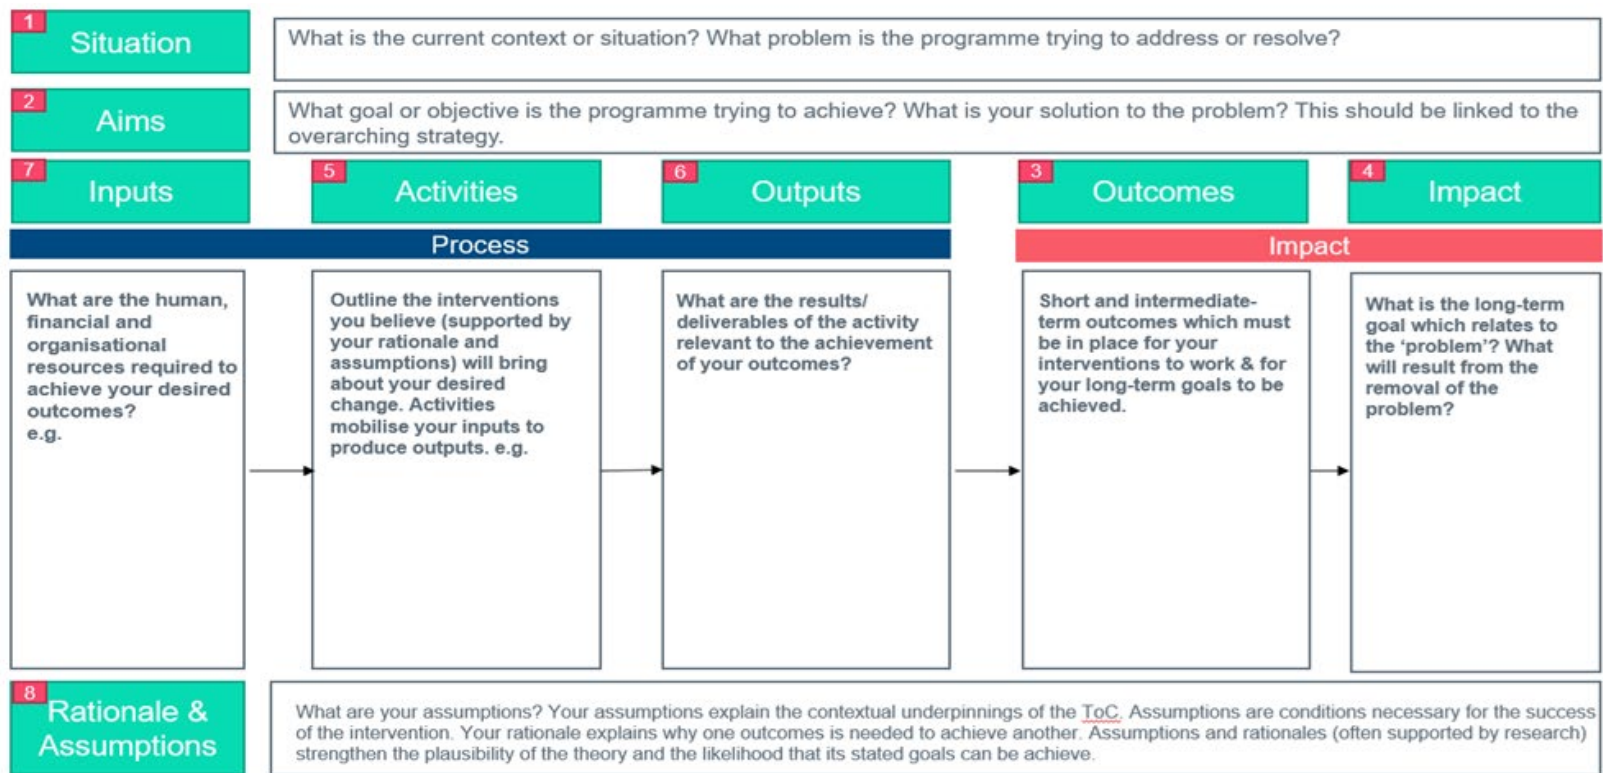 1
Situation
What is the current context or situation? What problem is the programme trying to address or resolve?
2
Aims
What goal or objective is the programme trying to achieve? What is your solution to the problem? This should be linked to the
overarching strategy.
7
Inputs
5
Activities
6
Outputs
3
Outcomes
4
Impact
Process
Impact
What are the human,
financial and
organisational
resources required to
achieve your desired
outcomes?
e.g.
Outline the interventions
you believe (supported by
your rationale and
assumptions) will bring
about your desired
change. Activities
mobilise your inputs to
produce outputs. e.g.
What are the results/
deliverables of the activity
relevant to the achievement
of your outcomes?
Short and intermediate-
term outcomes which must
be in place for your
interventions to work & for
your long-term goals to be
achieved.
What is the long-term
goal which relates to
the ‘problem’? What
will result from the
removal of the
problem?
8
Rationale &
Assumptions
What are your assumptions? Your assumptions explain the contextual underpinnings of the ToC. Assumptions are conditions necessary for the success
of the intervention. Your rationale explains why one outcomes is needed to achieve another. Assumptions and rationales (often supported by research)
strengthen the plausibility of the theory and the likelihood that its stated goals can be achieve.